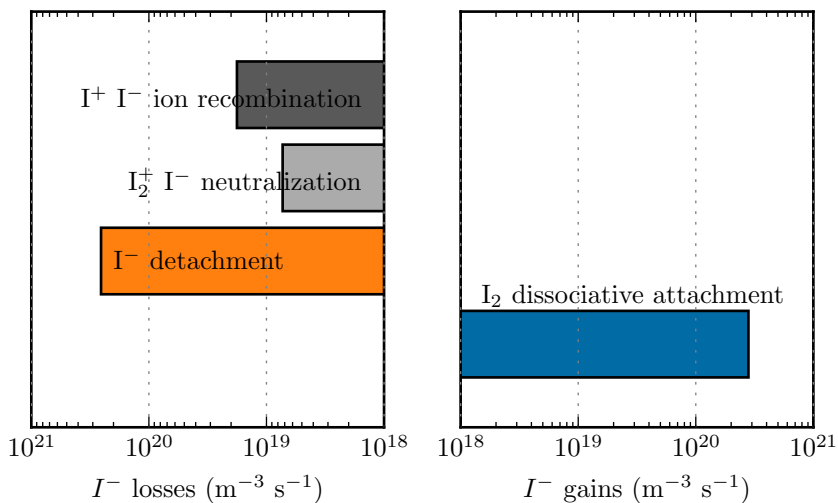 I⁺ I⁻ ion recombination
I₂⁺ I⁻ neutralization
I⁻ detachment
10²¹ 10²⁰ 10¹⁹ 10¹⁸
I⁻ losses (m⁻³ s⁻¹)
I₂ dissociative attachment
10¹⁸ 10¹⁹ 10²⁰ 10²¹
I⁻ gains (m⁻³ s⁻¹)